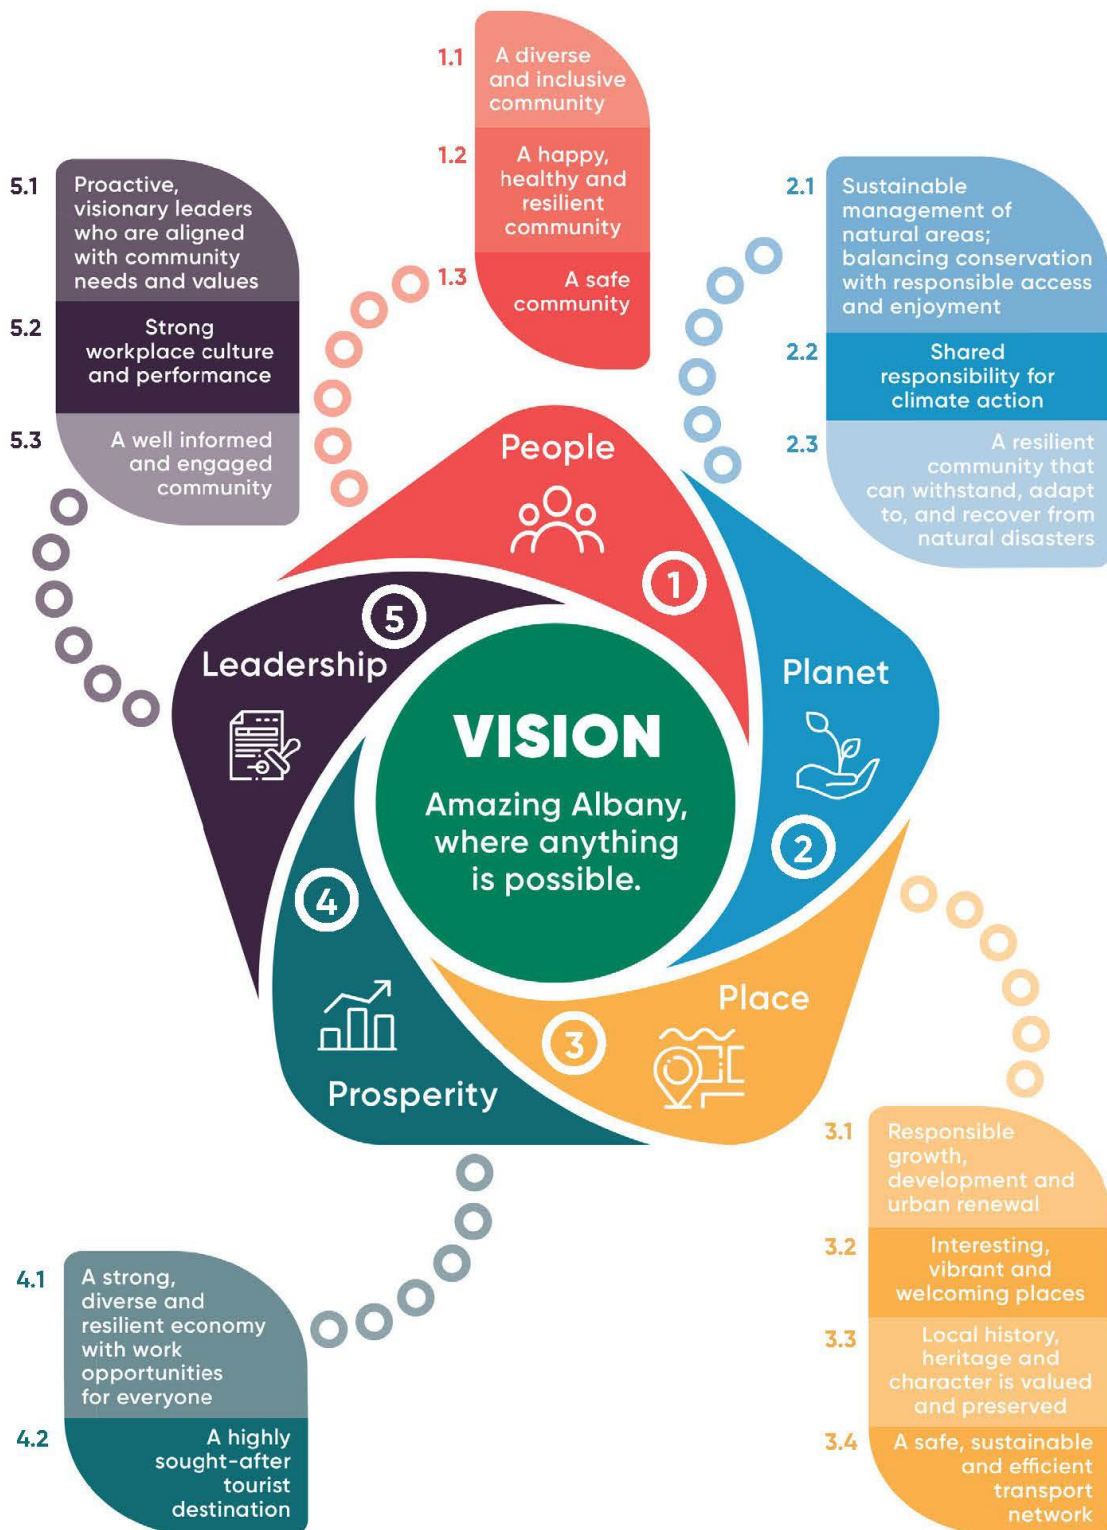 1.1
A diverse
and inclusive
community
1.2
A happy,
healthy and
resilient
community
1.3
A safe
community
5.1
Proactive,
visionary leaders
who are aligned
with community
needs and values
5.2
Strong
workplace culture
and performance
5.3
A well informed
and engaged
community
2.1
Sustainable
management of
natural areas;
balancing conservation
with responsible access
and enjoyment
2.2
Shared
responsibility for
climate action
2.3
A resilient
community that
can withstand, adapt
to, and recover from
natural disasters
People
1
Planet
2
Place
3
Prosperity
4
Leadership
5
VISION
Amazing Albany,
where anything
is possible.
3.1
Responsible
growth,
development and
urban renewal
3.2
Interesting,
vibrant and
welcoming places
3.3
Local history,
heritage and
character is valued
and preserved
3.4
A safe, sustainable
and efficient
transport
network
4.1
A strong,
diverse and
resilient economy
with work
opportunities
for everyone
4.2
A highly
sought-after
tourist
destination